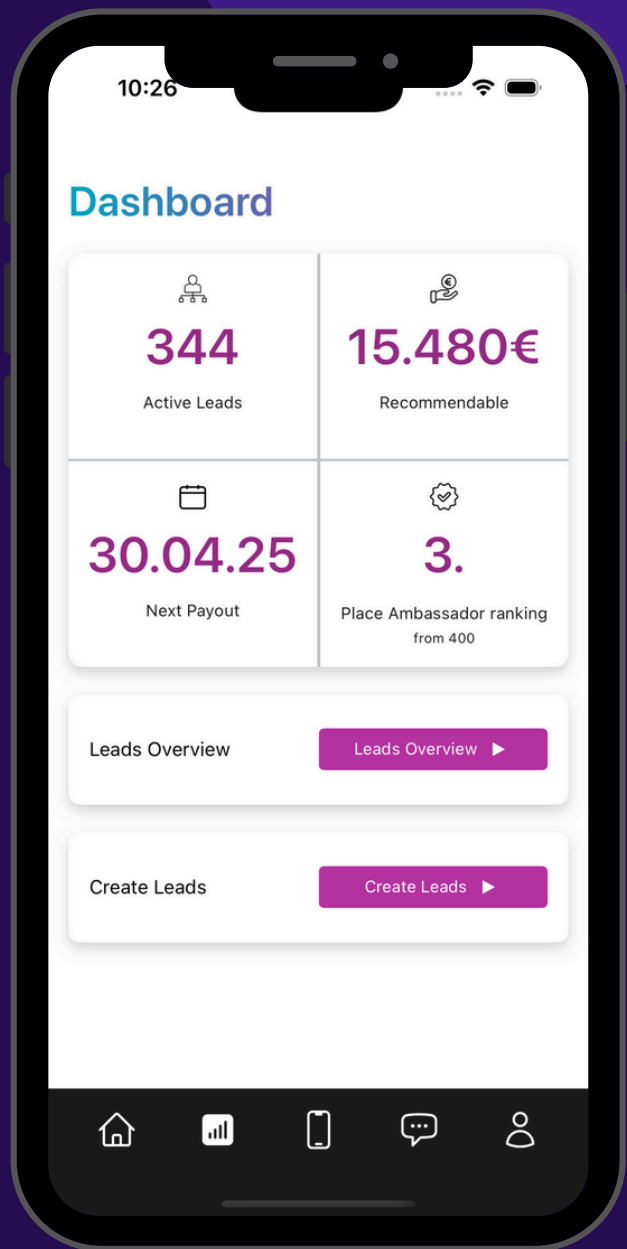 10:26
Dashboard
344
Active Leads
15.480€
Recommendable
30.04.25
Next Payout
3.
Place Ambassador ranking
from 400
Leads Overview
Leads Overview
Create Leads
Create Leads